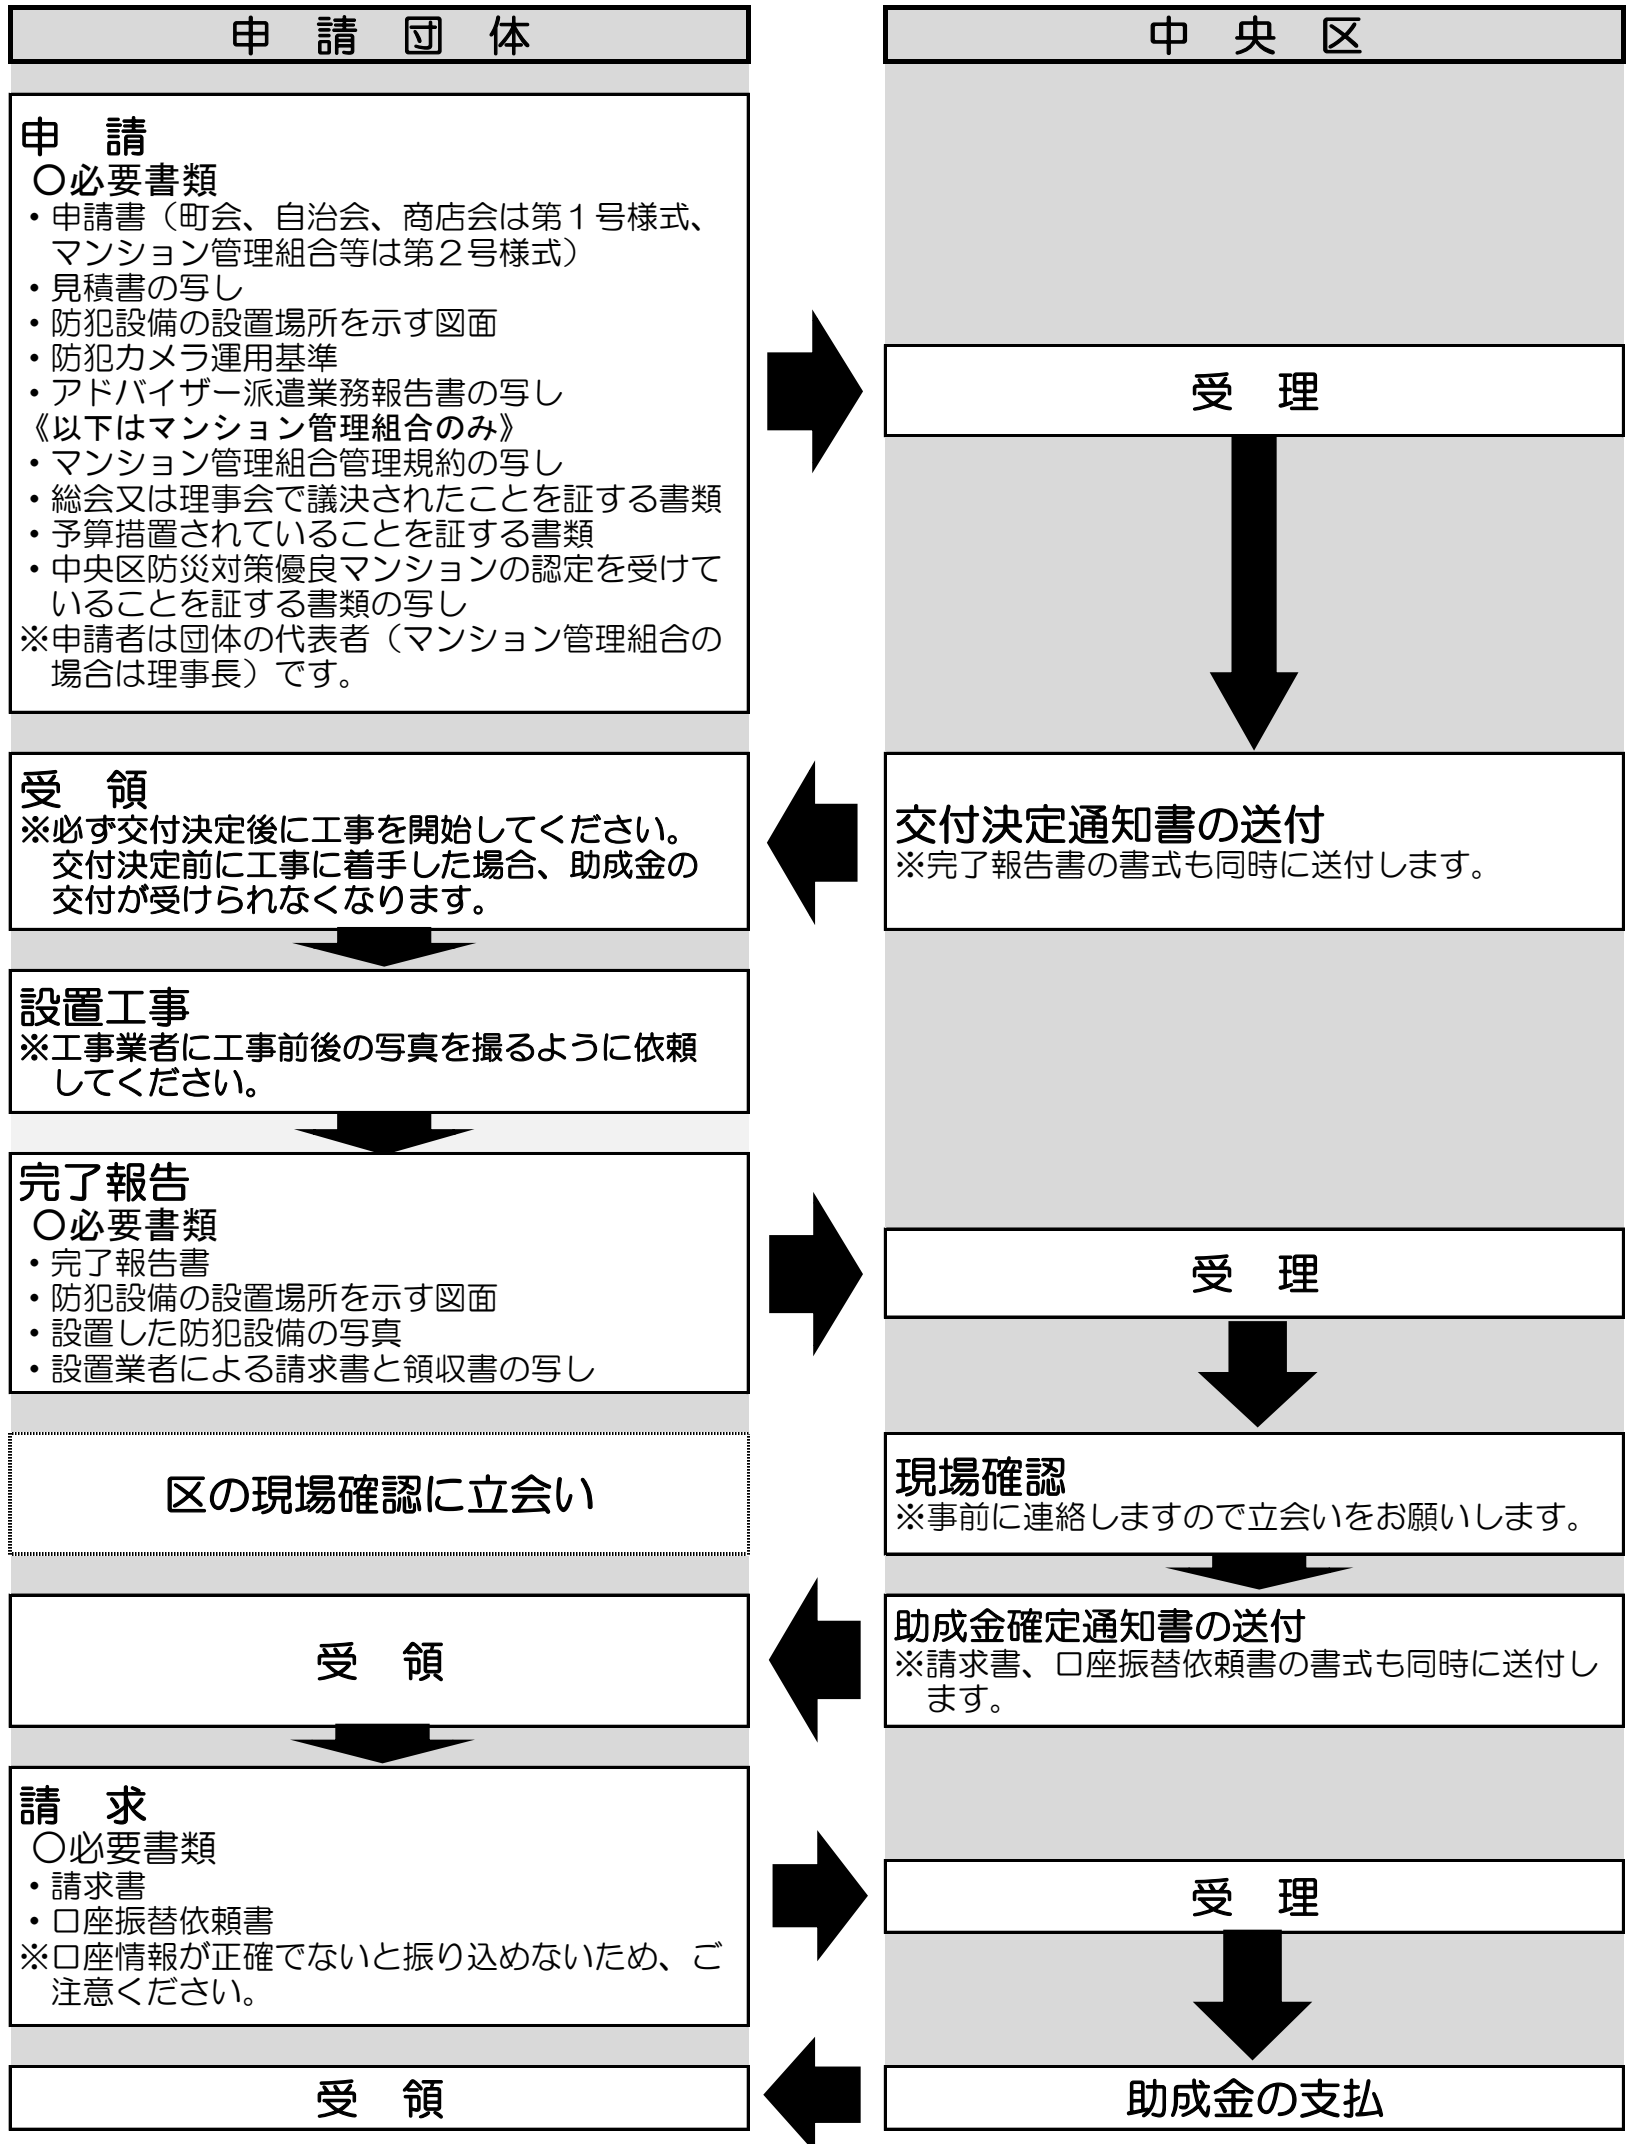 申　請　団　体
中　央　区
申　請
○必要書類
・申請書（町会、自治会、商店会は第１号様式、
マンション管理組合等は第２号様式）
・見積書の写し
・防犯設備の設置場所を示す図面
・防犯カメラ運用基準
・アドバイザー派遣業務報告書の写し
《以下はマンション管理組合のみ》
・マンション管理組合管理規約の写し
・総会又は理事会で議決されたことを証する書類
・予算措置されていることを証する書類
・中央区防災対策優良マンションの認定を受けて
いることを証する書類の写し
※申請者は団体の代表者（マンション管理組合の
場合は理事長）です。
受　理
交付決定通知書の送付
※完了報告書の書式も同時に送付します。
受　領
※必ず交付決定後に工事を開始してください。
交付決定前に工事に着手した場合、助成金の
交付が受けられなくなります。
設置工事
※工事業者に工事前後の写真を撮るように依頼
してください。
完了報告
○必要書類
・完了報告書
・防犯設備の設置場所を示す図面
・設置した防犯設備の写真
・設置業者による請求書と領収書の写し
受　理
区の現場確認に立会い
現場確認
※事前に連絡しますので立会いをお願いします。
助成金確定通知書の送付
※請求書、口座振替依頼書の書式も同時に送付し
ます。
受　領
請　求
○必要書類
・請求書
・口座振替依頼書
※口座情報が正確でないと振り込めないため、ご
注意ください。
受　理
助成金の支払
受　領